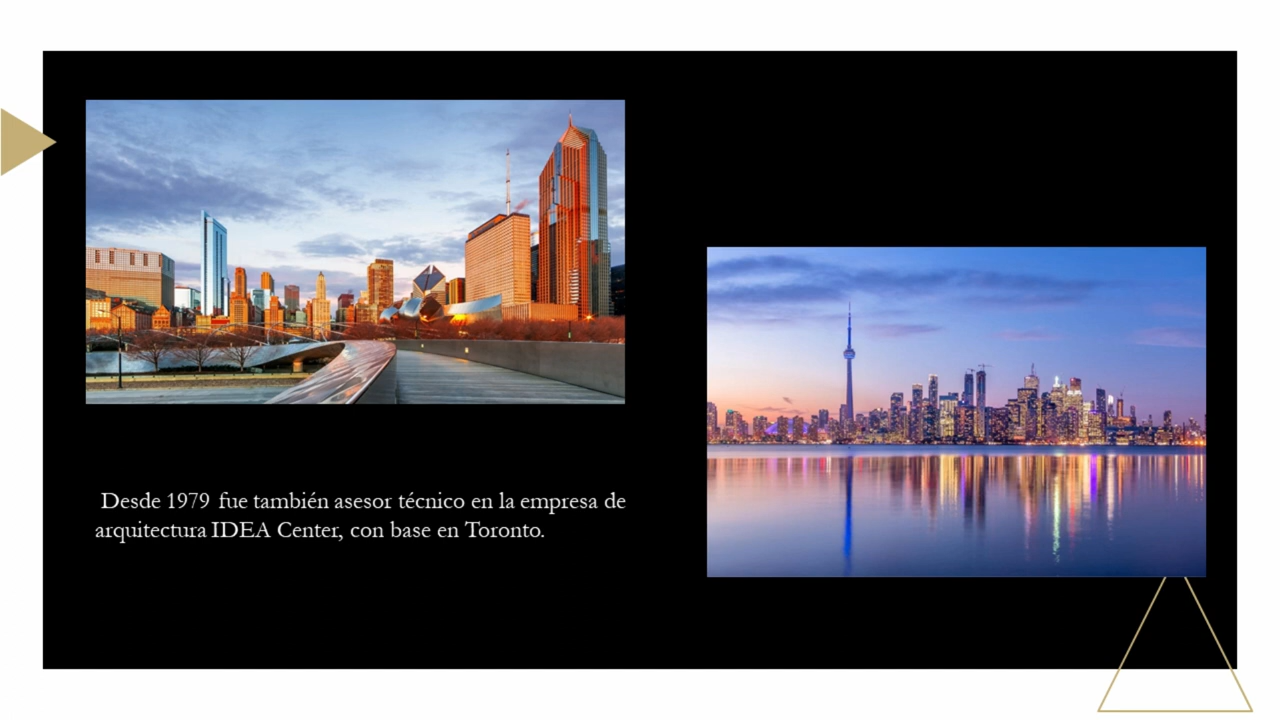 Desde 1979 fue también asesor técnico en la empresa de
arquitectura IDEA Center, con base en Toronto.